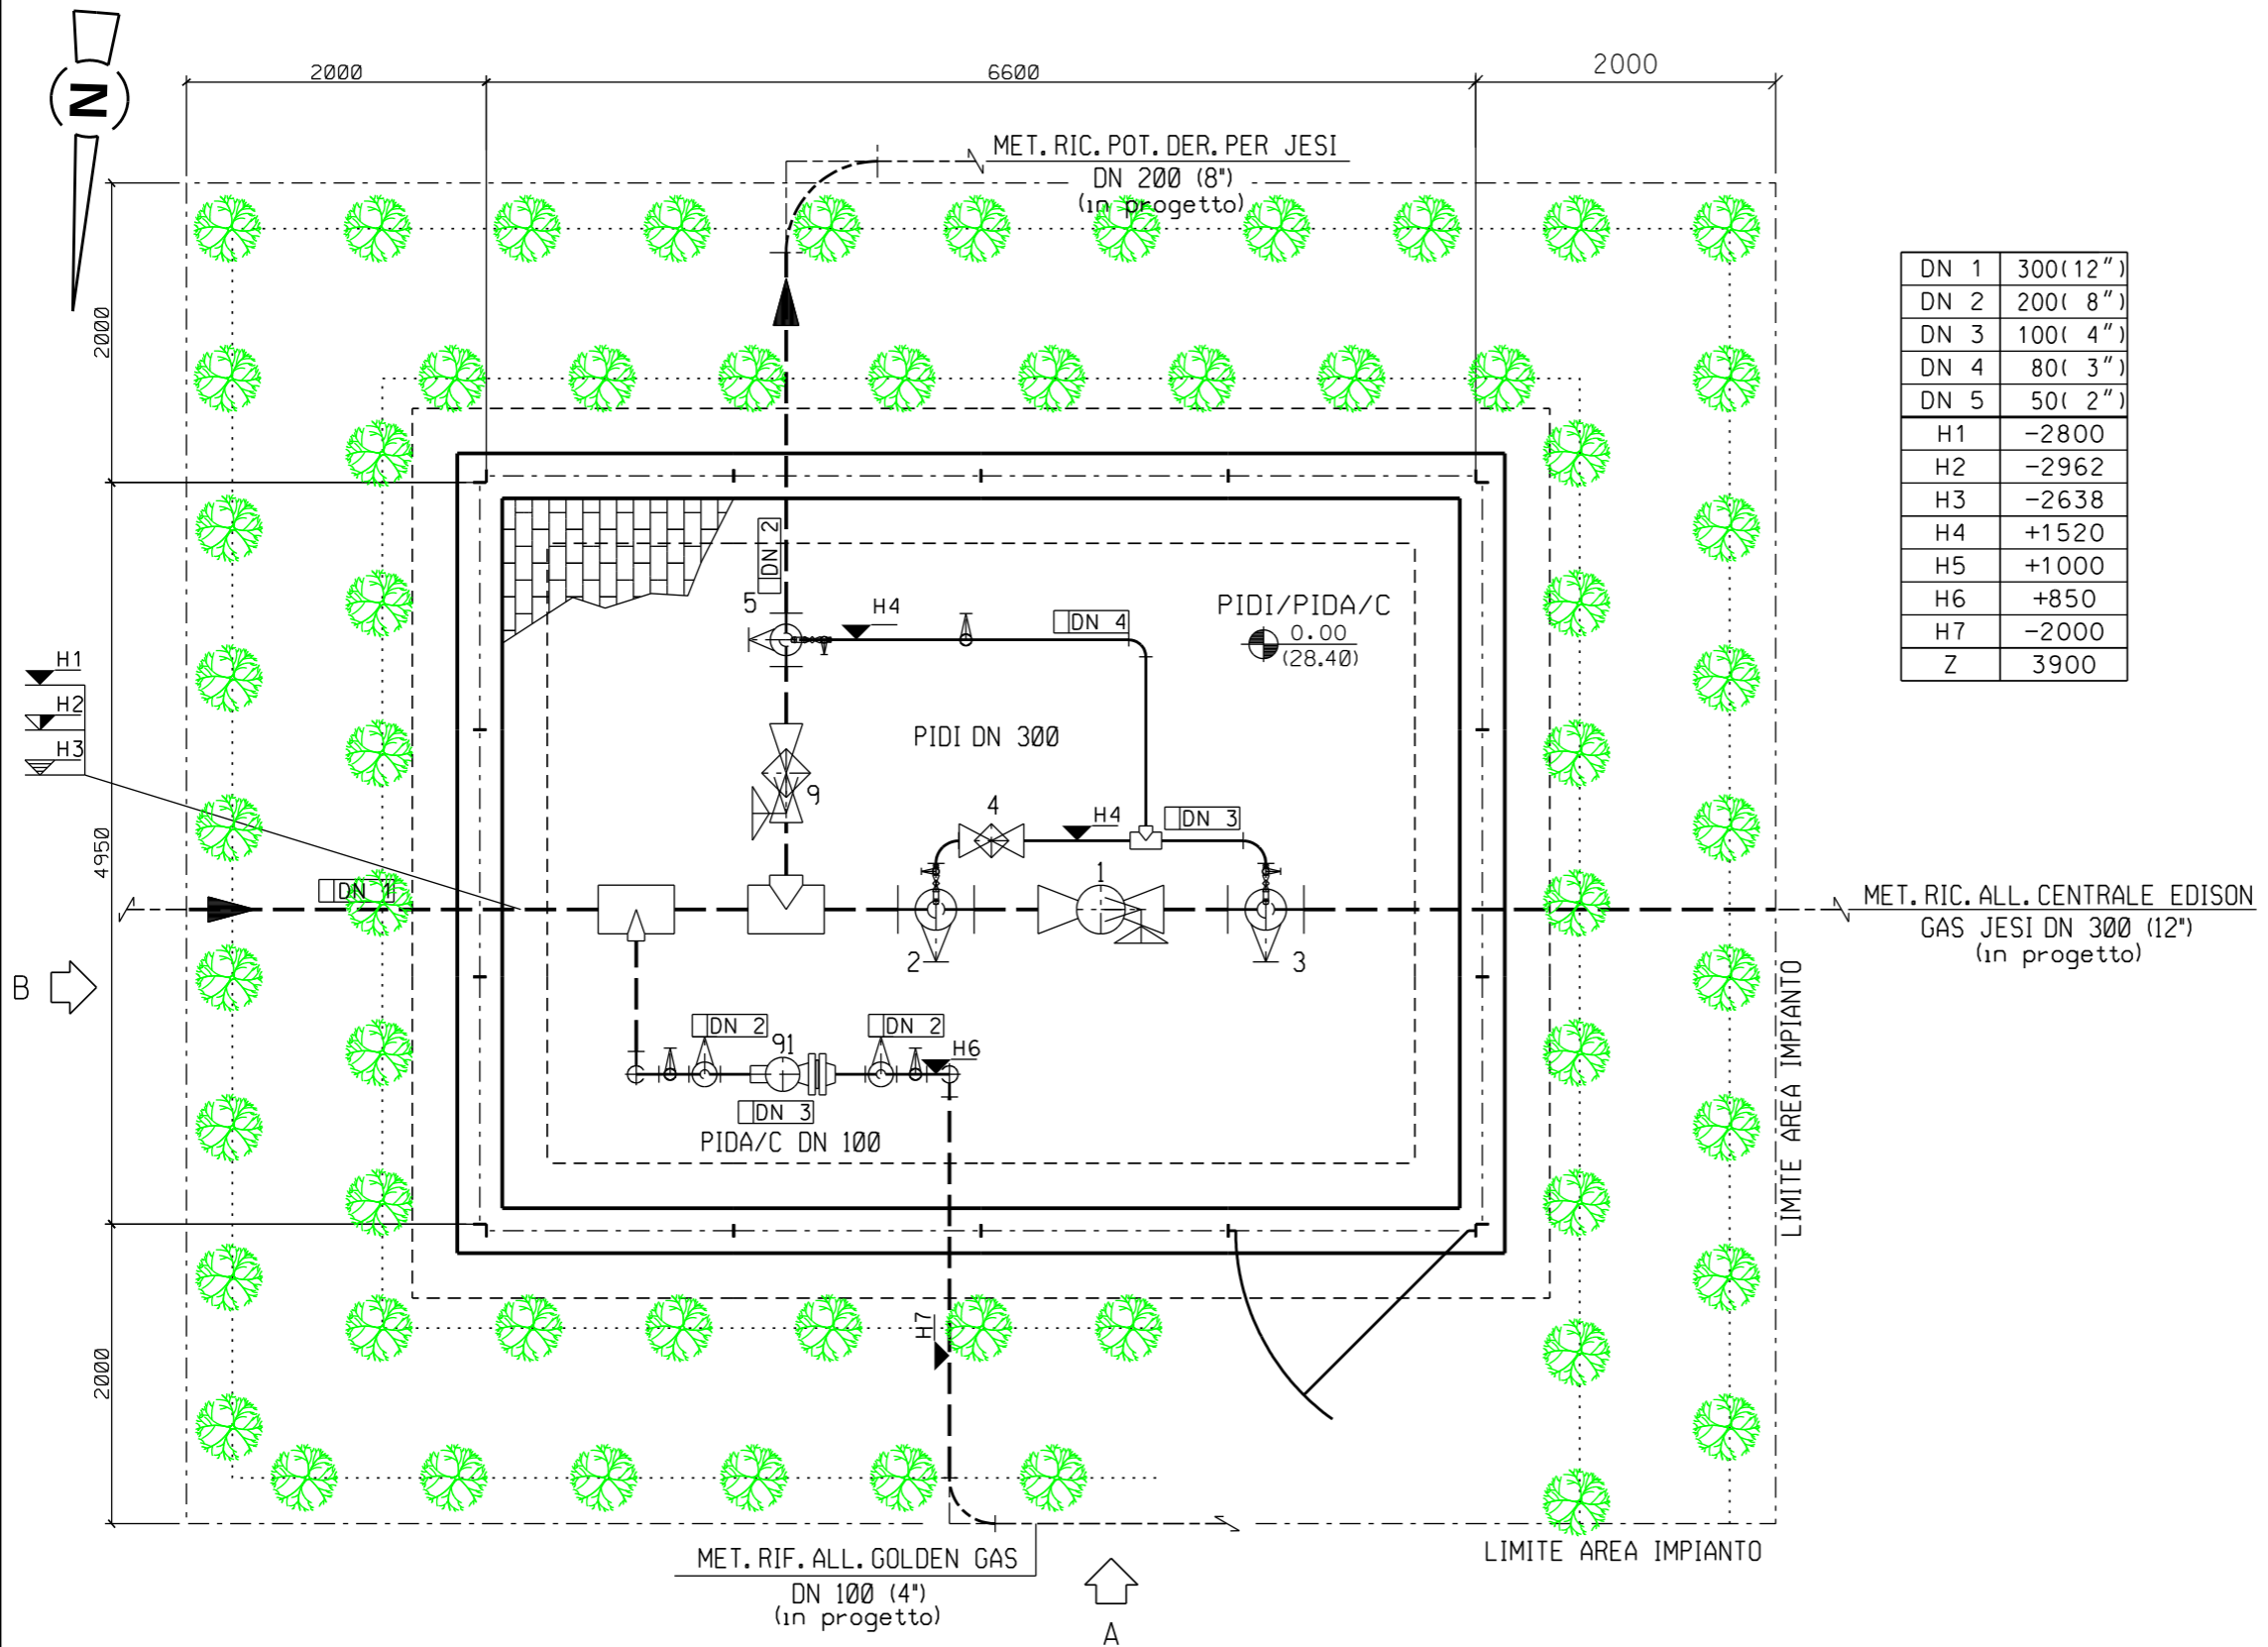 N
2000
6600
2000
MET. RIC. POT. DER. PER JESI
DN 200 (8")
(in progetto)
2000
4950
2000
DN 1 300(12")
DN 2 200( 8")
DN 3 100( 4")
DN 4 80( 3")
DN 5 50( 2")
H1 -2800
H2 -2962
H3 -2638
H4 +1520
H5 +1000
H6 +850
H7 -2000
Z 3900
DN 2
5
H4
DN 4
PIDI/PIDA/C
0.00
(28.40)
H1
H2
H3
PIDI DN 300
9
4
H4
DN 3
1
DN 1
2
3
MET. RIC. ALL. CENTRALE EDISON
GAS JESI DN 300 (12")
(in progetto)
B
DN 2
91
DN 2
H6
DN 3
PIDA/C DN 100
LIMITE AREA IMPIANTO
H7
MET. RIF. ALL. GOLDEN GAS
DN 100 (4")
(in progetto)
A
LIMITE AREA IMPIANTO